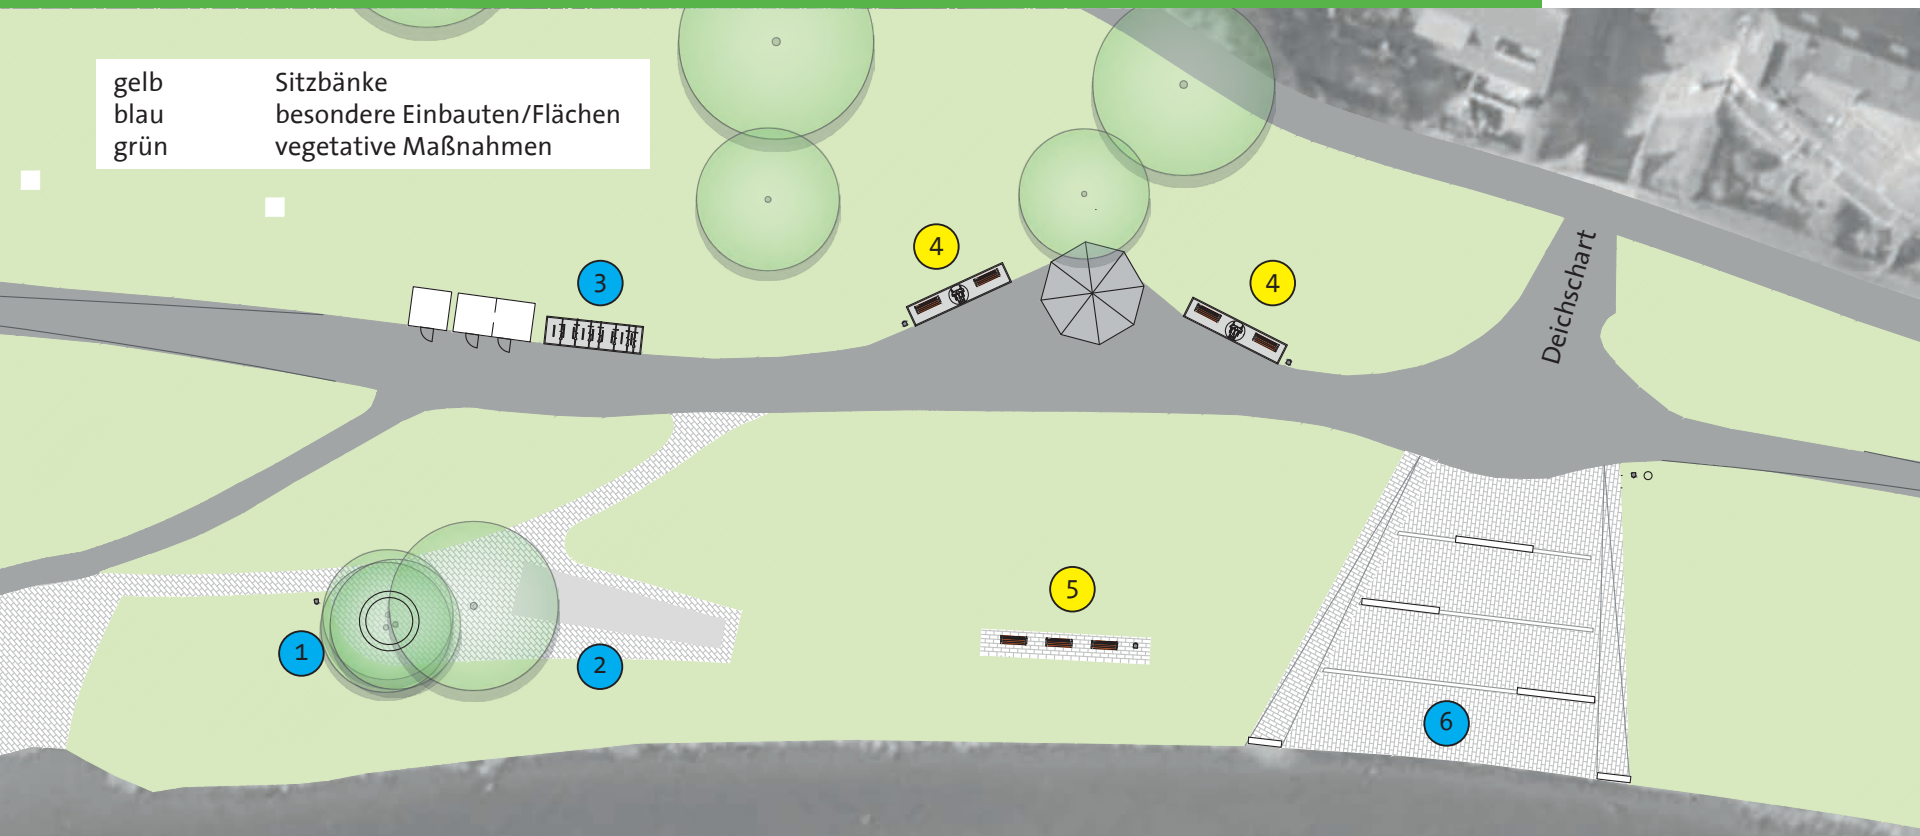 gelb Sitzbänke
blau besondere Einbauten/Flächen
grün vegetative Maßnahmen
4
3
4
Deichschart
5
1
2
6